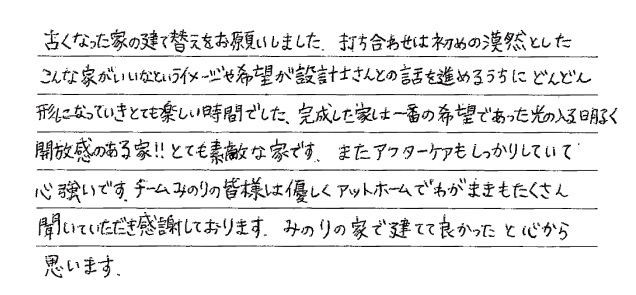 古くなった家の建て替えをお願いしました。打ち合わせは初めの漠然とした
こんな家がいいなというイメージや希望が設計士さんとの話を進めるうちにどんどん
形になっていきとても楽しい時間でした。完成した家は一番の希望であった光の入る明るく
開放感のある家!!とても素敵な家です。またアフターケアもしっかりしていて
心強いです。チームみのりの皆様は優しくアットホームでわがままもたくさん
聞いていただき感謝しております。みのりの家で建てて良かったと心から
思います。